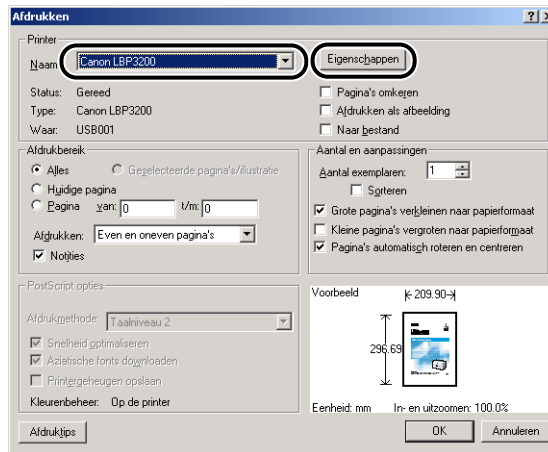 Afdrukken
Printer
Naam: Canon LBP3200 Eigenschappen
Status: Gereed
Type: Canon LBP3200
Waar: USB001
Pagina's omkeren
Afdrukken als afbeelding
Naar bestand
Afdrukbereik
Alles Geselecteerde pagina's/illustratie
Huidige pagina
Pagina van: 0 t/m: 0
Afdrukken: Even en oneven pagina's
Notities
Aantal en aanpassingen
Aantal exemplaren: 1
Sorteren
Grote pagina's verkleinen naar papierformaat
Kleine pagina's vergroten naar papierformaat
Pagina's automatisch roteren en centreren
PostScript opties
Afdrukmethode: Taalniveau 2
Snelheid optimaliseren
Aziatische fonts downloaden
Printergeheugen opslaan
Kleurenbeheer: Op de printer
Voorbeeld
209.90
296.69
Eenheid: mm In- en uitzoomen: 100.0%
Afdruktips OK Annuleren